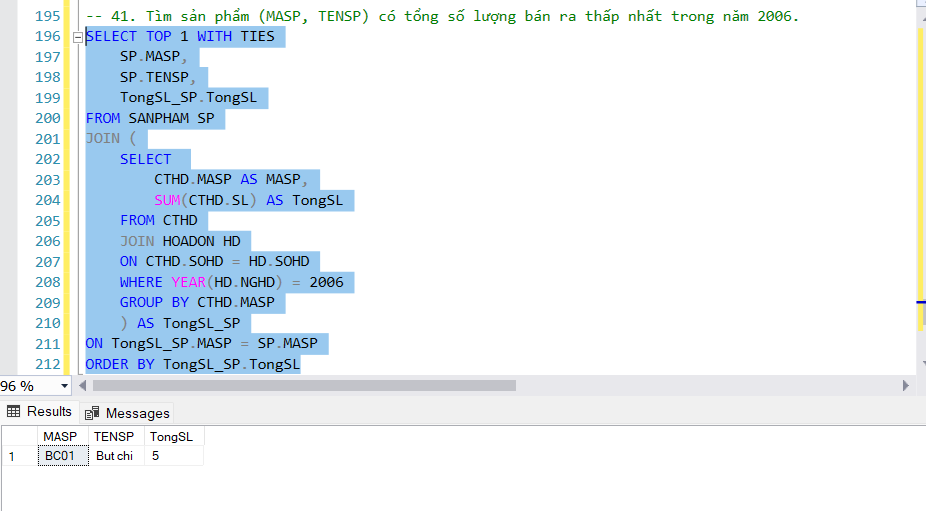 195 -- 41. Tìm sản phẩm (MASP, TENSP) có tổng số lượng bán ra thấp nhất trong năm 2006.
196 SELECT TOP 1 WITH TIES
197 SP.MASP,
198 SP.TENSP,
199 TongSL_SP.TongSL
200 FROM SANPHAM SP
201 JOIN (
202 SELECT
203 CTHD.MASP AS MASP,
204 SUM(CTHD.SL) AS TongSL
205 FROM CTHD
206 JOIN HOADON HD
207 ON CTHD.SOHD = HD.SOHD
208 WHERE YEAR(HD.NGHD) = 2006
209 GROUP BY CTHD.MASP
210 ) AS TongSL_SP
211 ON TongSL_SP.MASP = SP.MASP
212 ORDER BY TongSL_SP.TongSL
96 %
Results Messages
MASP TENSP TongSL
1 BC01 But chi 5